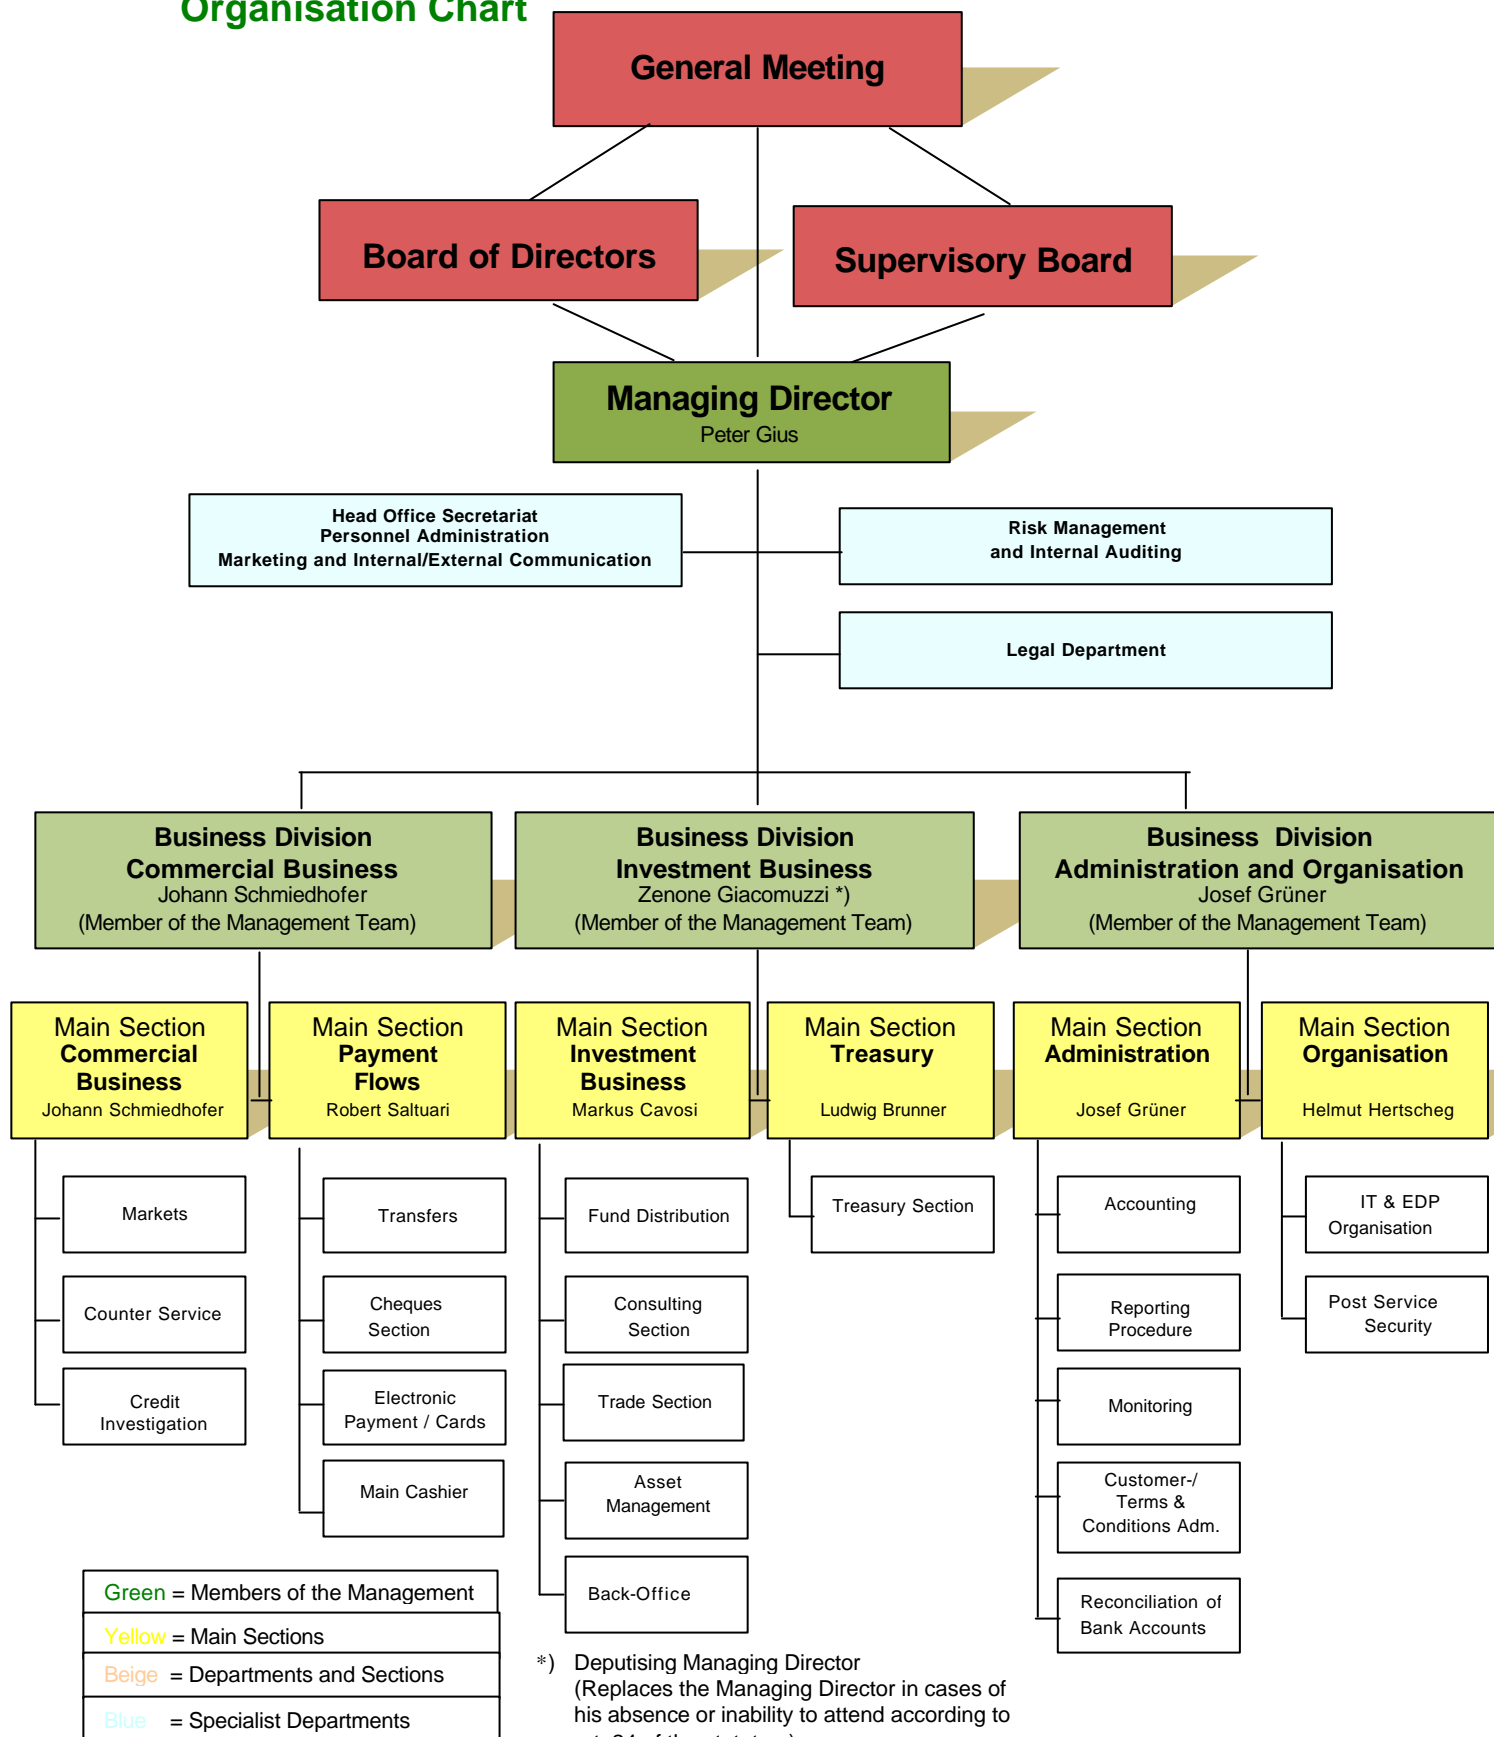 Organisation Chart
General Meeting
Board of Directors
Supervisory Board
Managing Director
Peter Gius
Head Office Secretariat
Personnel Administration
Marketing and Internal/External Communication
Risk Management
and Internal Auditing
Legal Department
Business Division
Commercial Business
Johann Schmiedhofer
(Member of the Management Team)
Business Division
Investment Business
Zenone Giacomuzzi *)
(Member of the Management Team)
Business Division
Administration and Organisation
Josef Grüner
(Member of the Management Team)
Main Section
Commercial
Business
Johann Schmiedhofer
Main Section
Payment
Flows
Robert Saltuari
Main Section
Investment
Business
Markus Cavosi
Main Section
Treasury
Ludwig Brunner
Main Section
Administration
Josef Grüner
Main Section
Organisation
Helmut Hertscheg
Markets
Counter Service
Credit
Investigation
Transfers
Cheques
Section
Electronic
Payment / Cards
Main Cashier
Fund Distribution
Consulting
Section
Trade Section
Asset
Management
Back-Office
Treasury Section
Accounting
Reporting
Procedure
Monitoring
Customer-/
Terms &
Conditions Adm.
Reconciliation of
Bank Accounts
IT & EDP
Organisation
Post Service
Security
Green = Members of the Management
Yellow = Main Sections
Beige = Departments and Sections
Blue = Specialist Departments
*) Deputising Managing Director
(Replaces the Managing Director in cases of
his absence or inability to attend according to